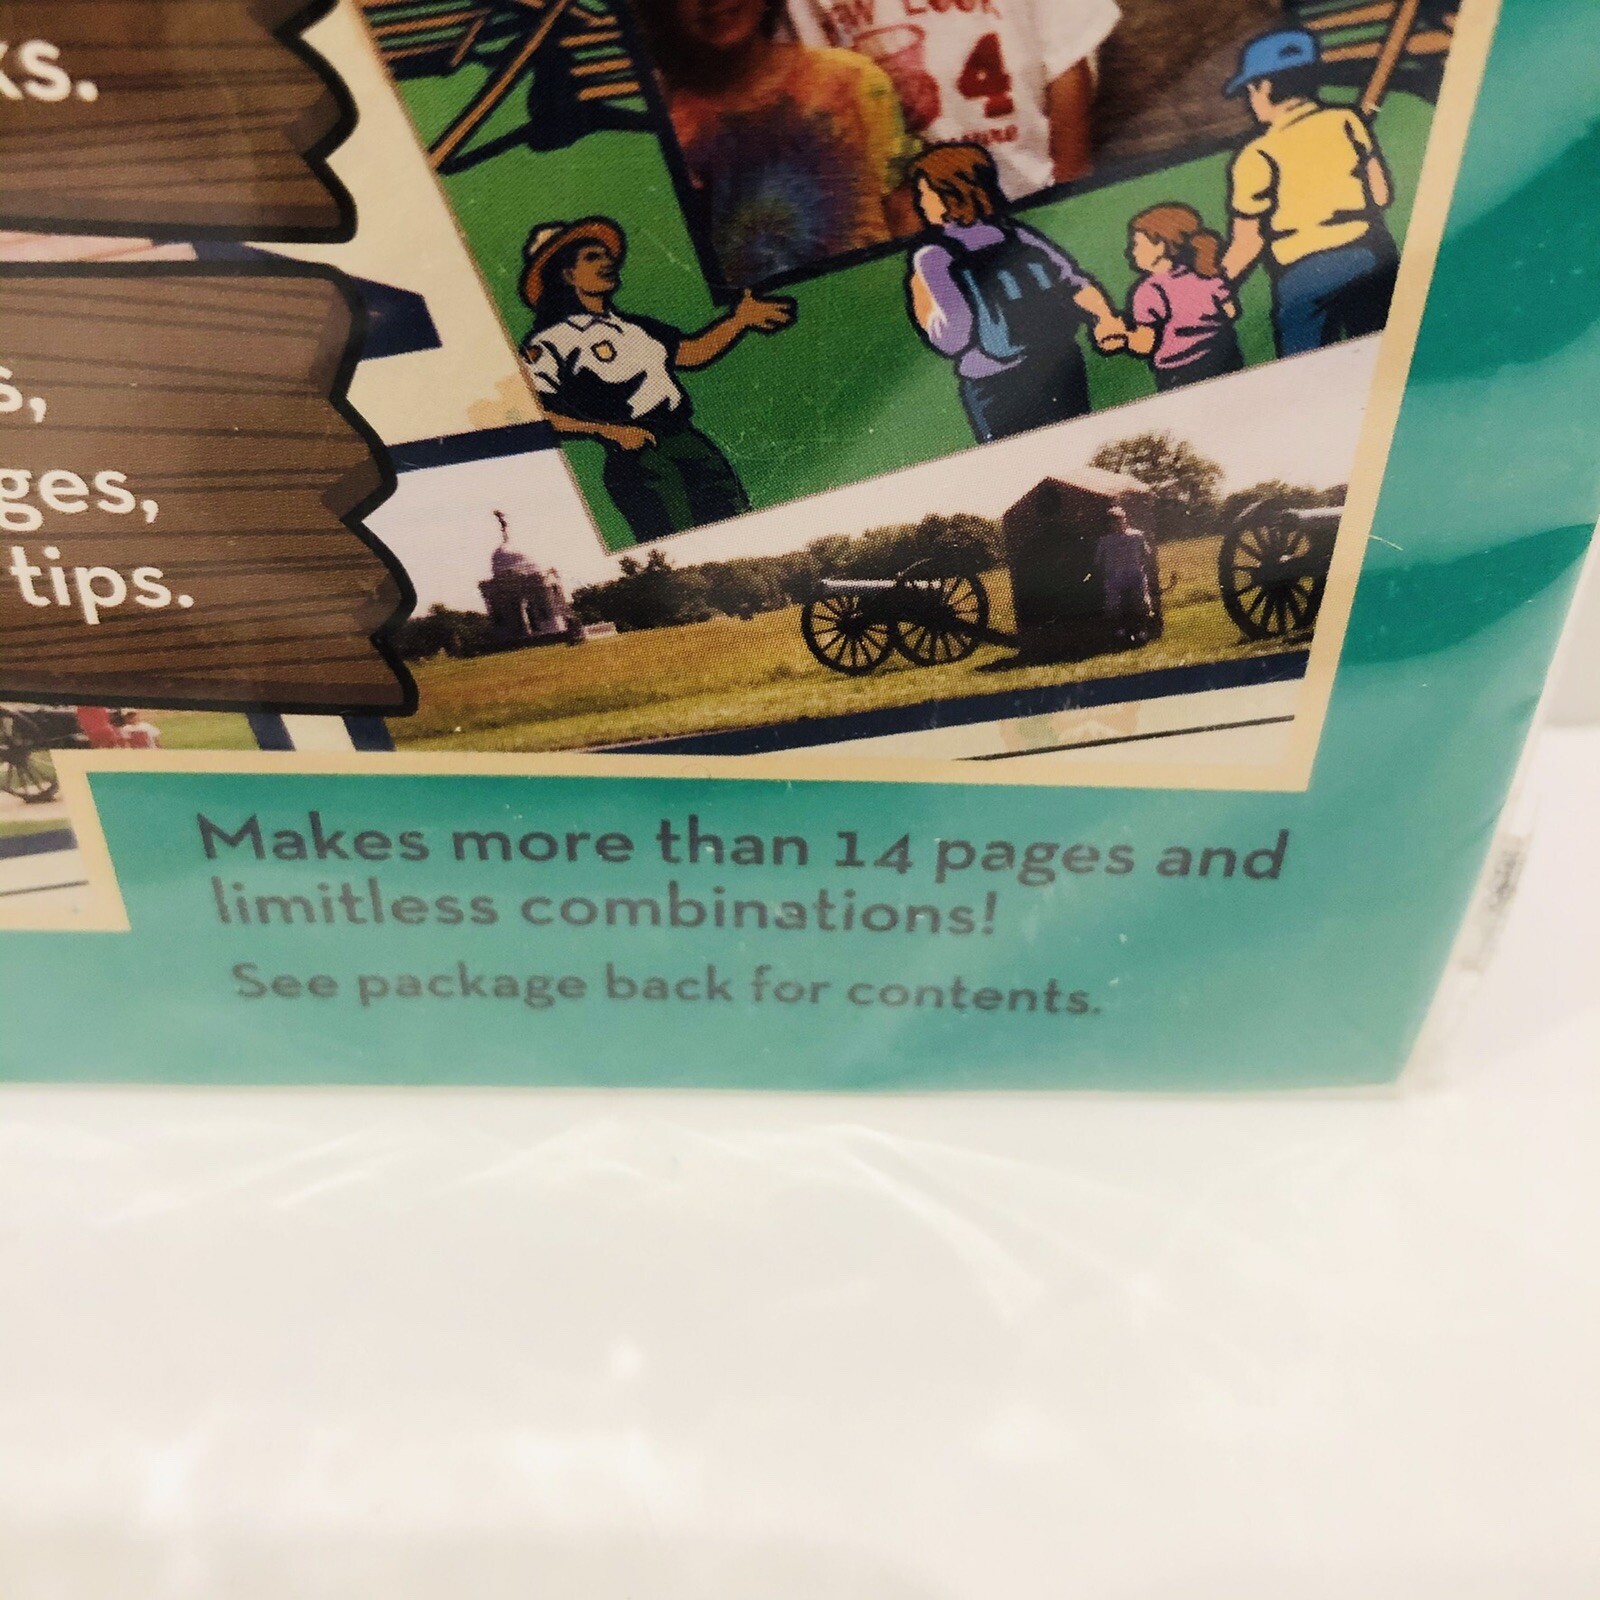 ks.
s,
ges,
tips.
Makes more than 14 pages and
limitless combinations!
See package back for contents.